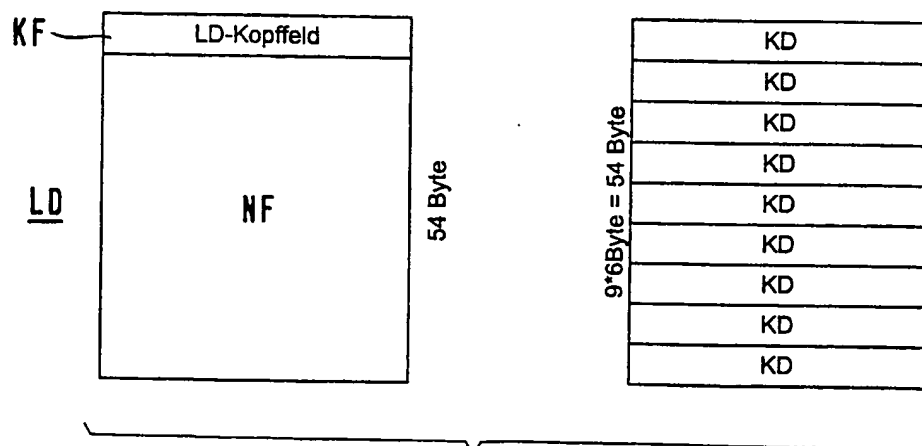 KF
LD-Kopffeld
LD
NF
54 Byte
9*6Byte = 54 Byte
KD
KD
KD
KD
KD
KD
KD
KD
KD